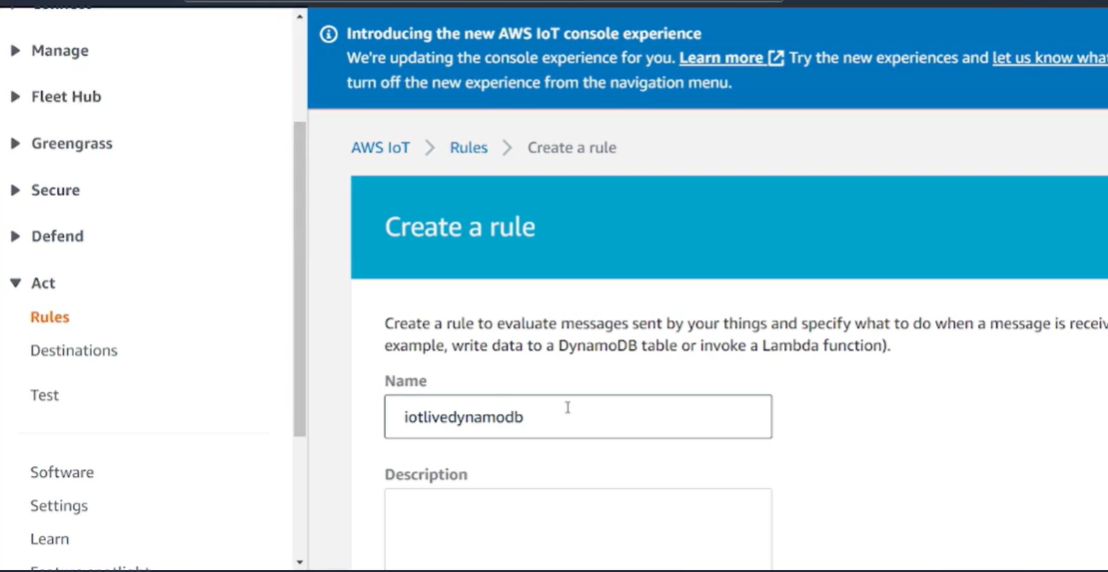 Manage
Fleet Hub
Greengrass
Secure
Defend
Act
Rules
Destinations
Test
Software
Settings
Learn
Introducing the new AWS IoT console experience
We're updating the console experience for you. Learn more Try the new experiences and let us know what
turn off the new experience from the navigation menu.
AWS IoT > Rules > Create a rule
Create a rule
Create a rule to evaluate messages sent by your things and specify what to do when a message is receiv
example, write data to a DynamoDB table or invoke a Lambda function).
Name
iotlivedynamodb
Description